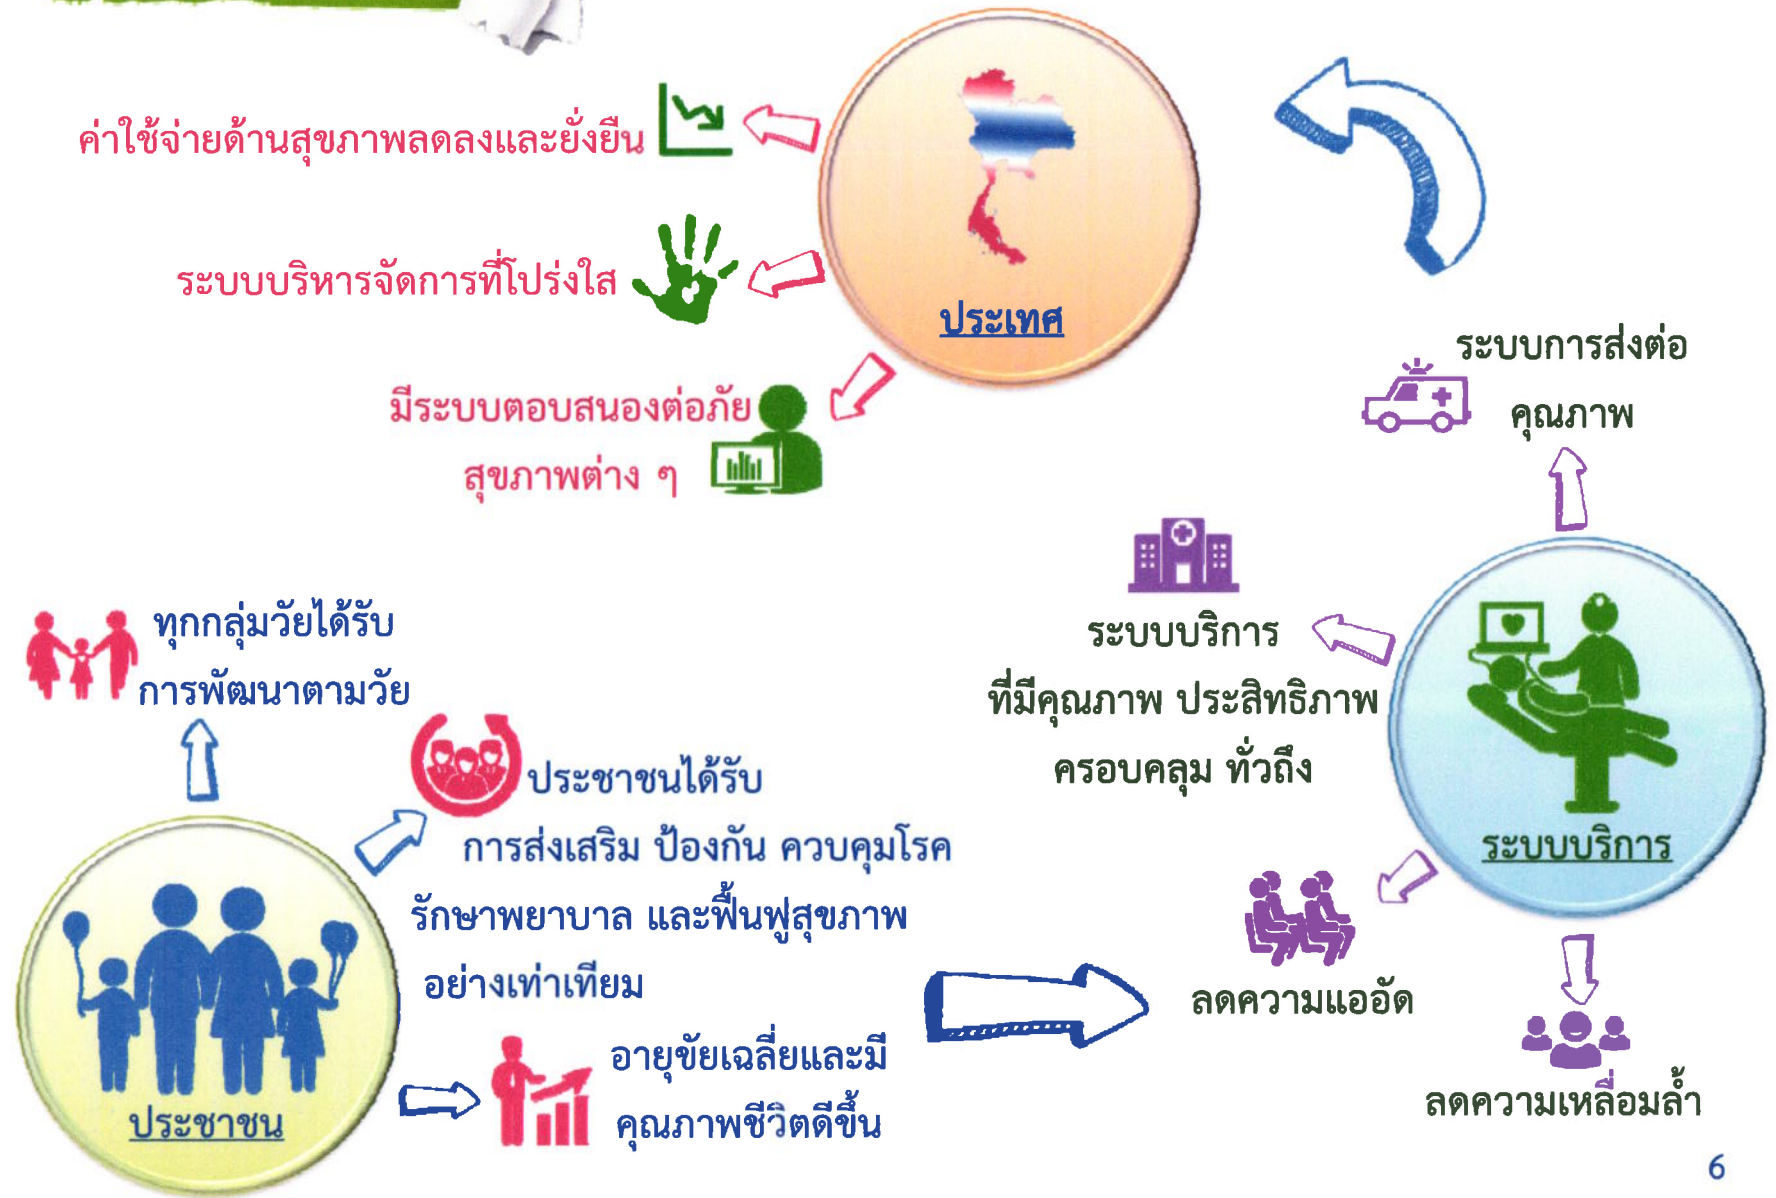 ค่าใช้จ่ายด้านสุขภาพลดลงและยั่งยืน
ระบบบริหารจัดการที่โปร่งใส
มีระบบตอบสนองต่อภัย
สุขภาพต่าง ๆ
ประเทศ
ระบบการส่งต่อ
คุณภาพ
ระบบบริการ
ที่มีคุณภาพ ประสิทธิภาพ
ครอบคลุม ทั่วถึง
ระบบบริการ
ลดความแออัด
ลดความเหลื่อมล้ำ
ทุกกลุ่มวัยได้รับ
การพัฒนาตามวัย
ประชาชนได้รับ
การส่งเสริม ป้องกัน ควบคุมโรค
รักษาพยาบาล และฟื้นฟูสุขภาพ
อย่างเท่าเทียม
อายุขัยเฉลี่ยและมี
คุณภาพชีวิตดีขึ้น
ประชาชน
6